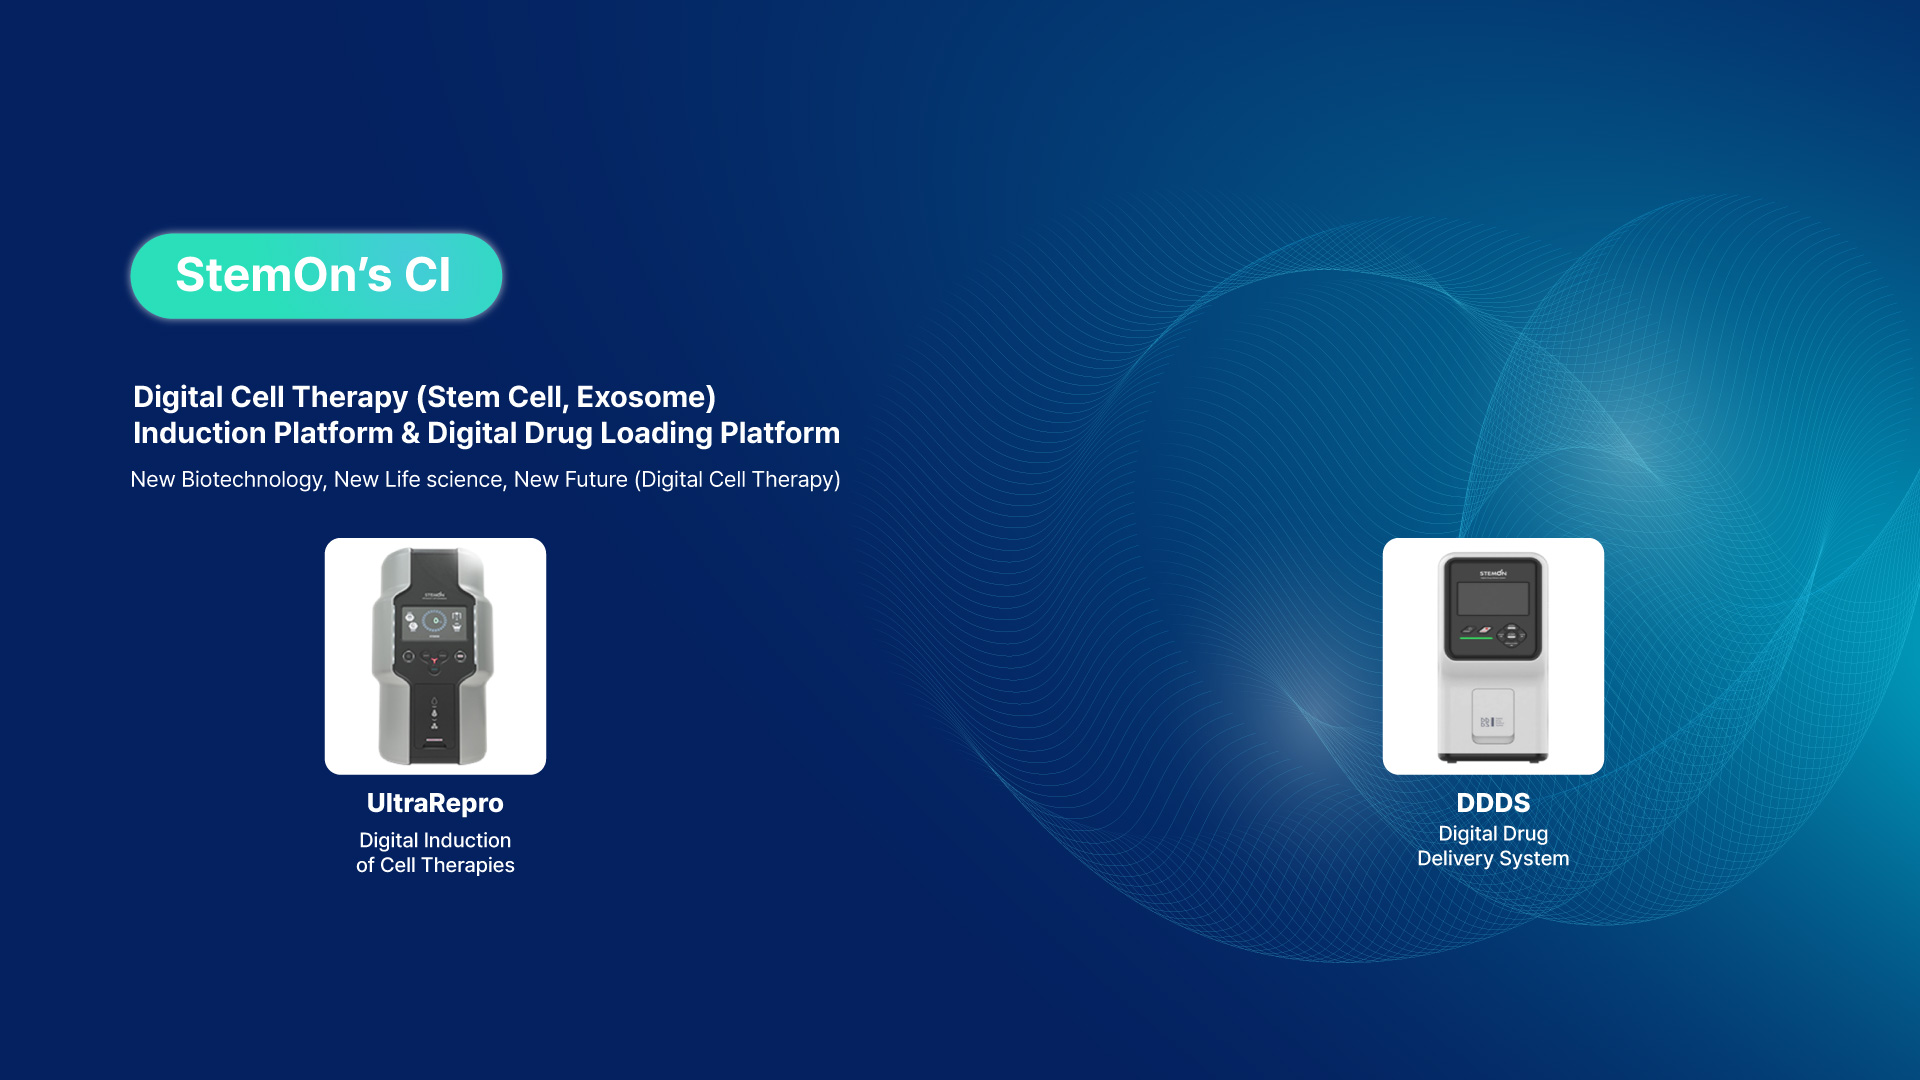 StemOn’s CI
Digital Cell Therapy (Stem Cell, Exosome)
Induction Platform & Digital Drug Loading Platform
New Biotechnology, New Life science, New Future (Digital Cell Therapy)
STEMON
STEMON
UltraRepro
Digital Induction
of Cell Therapies
DDDS
Digital Drug
Delivery System